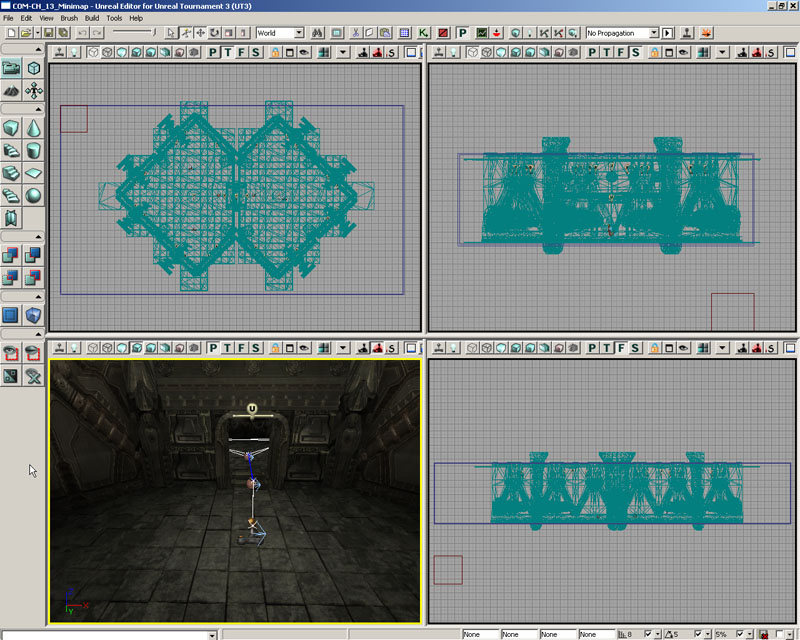 COM-CH_13_Minimap - Unreal Editor for Unreal Tournament 3 (UT3)
File Edit View Brush Build Tools Help
World
K
P
No Propagation
P T F S
S
P T F S
S
P T F S
S
P T F S
S
U
Z
X
Y
None
None
None
None
8
5
5%